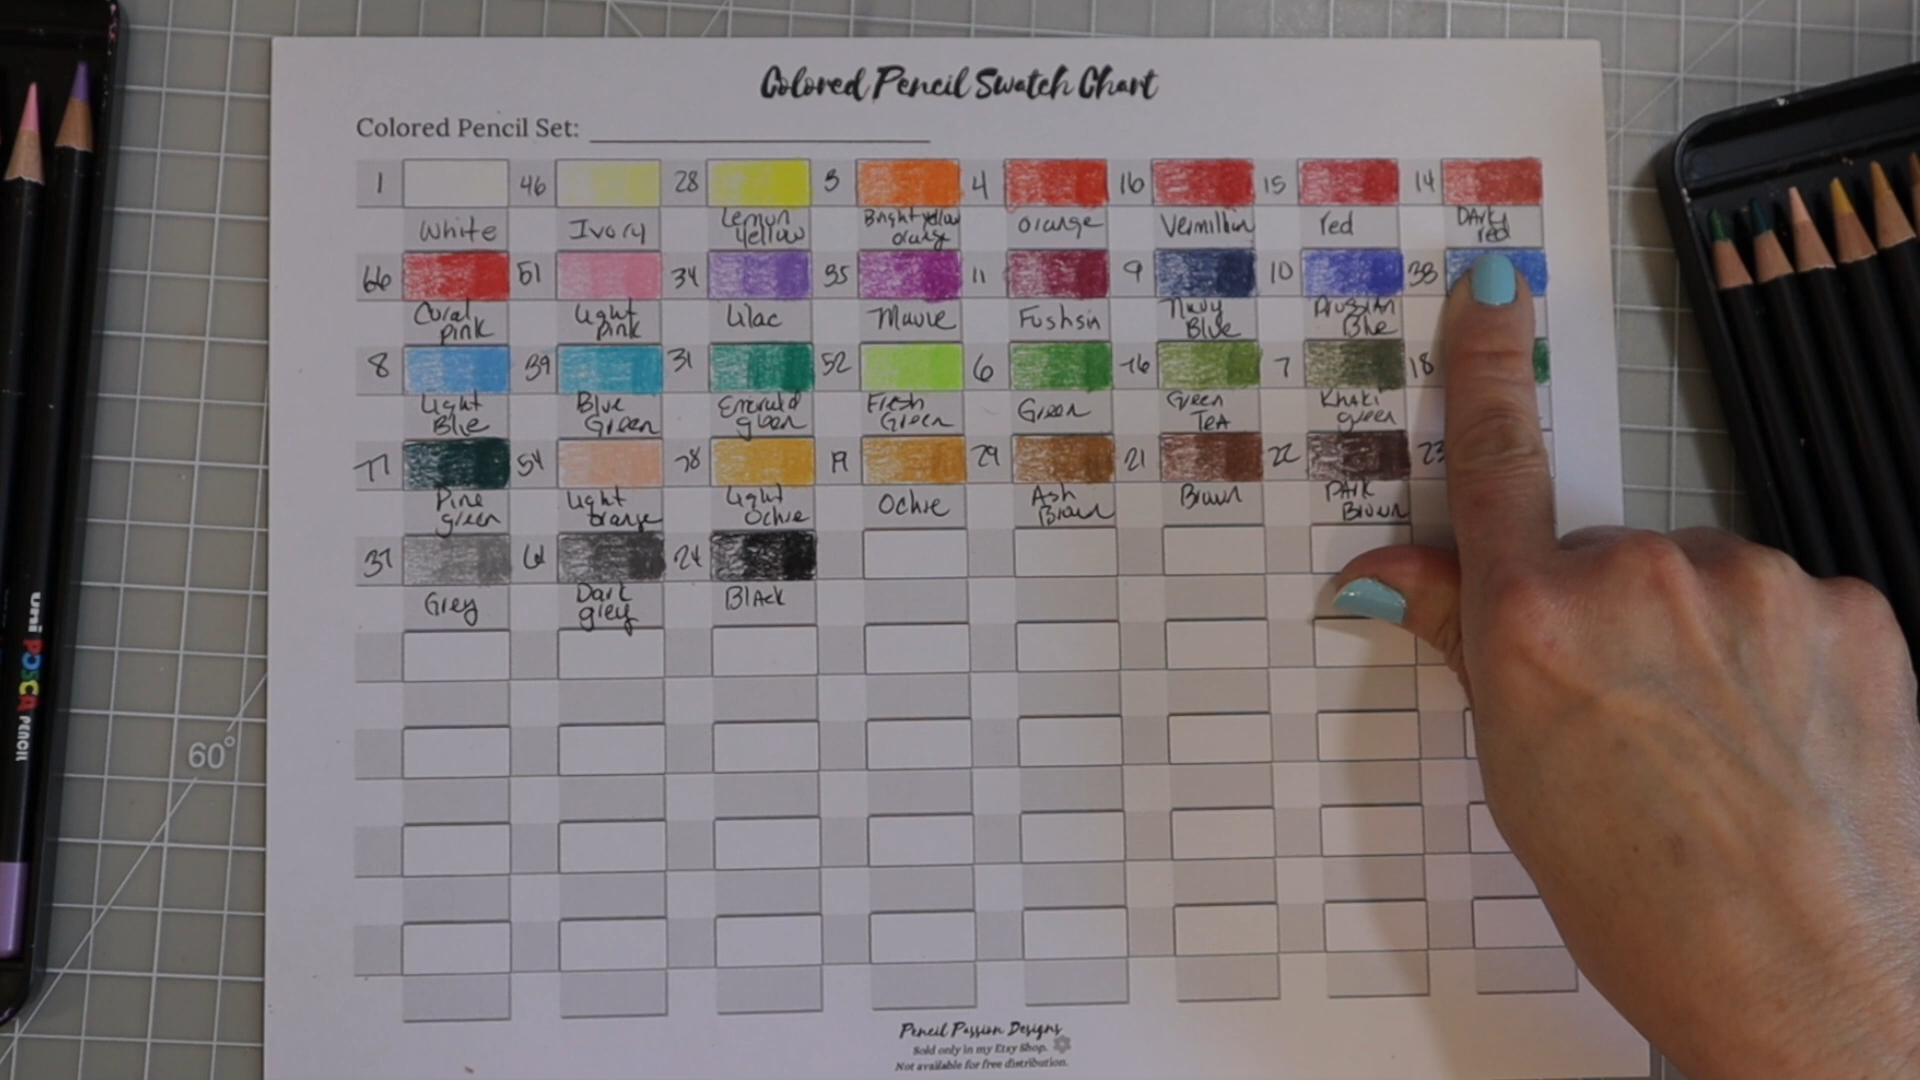 Colored Pencil Swatch Chart
Colored Pencil Set:
1 46 28 3 4 16 15 14
White Ivory Lemon Yellow Bright yellow orange Orange Vermillion red DArk red
66 51 34 35 11 9 10 33
Coral pink Light pink Lilac Mauve Fushsia Navy Blue Prussian Blue
8 39 31 52 6 7 18
Light Blue Blue Green Emerald green Fresh Green Green Green TeA Khaki green
77 54 78 19 29 21 22 23
Pine green Light orange Light Ochre Ochre Ash Brown Brown DArk Brown
37 24
Grey Dark grey BlAck
uni POSCA PENCIL
60°
Pencil Passion Designs
Sold only in my Etsy Shop.
Not available for free distribution.